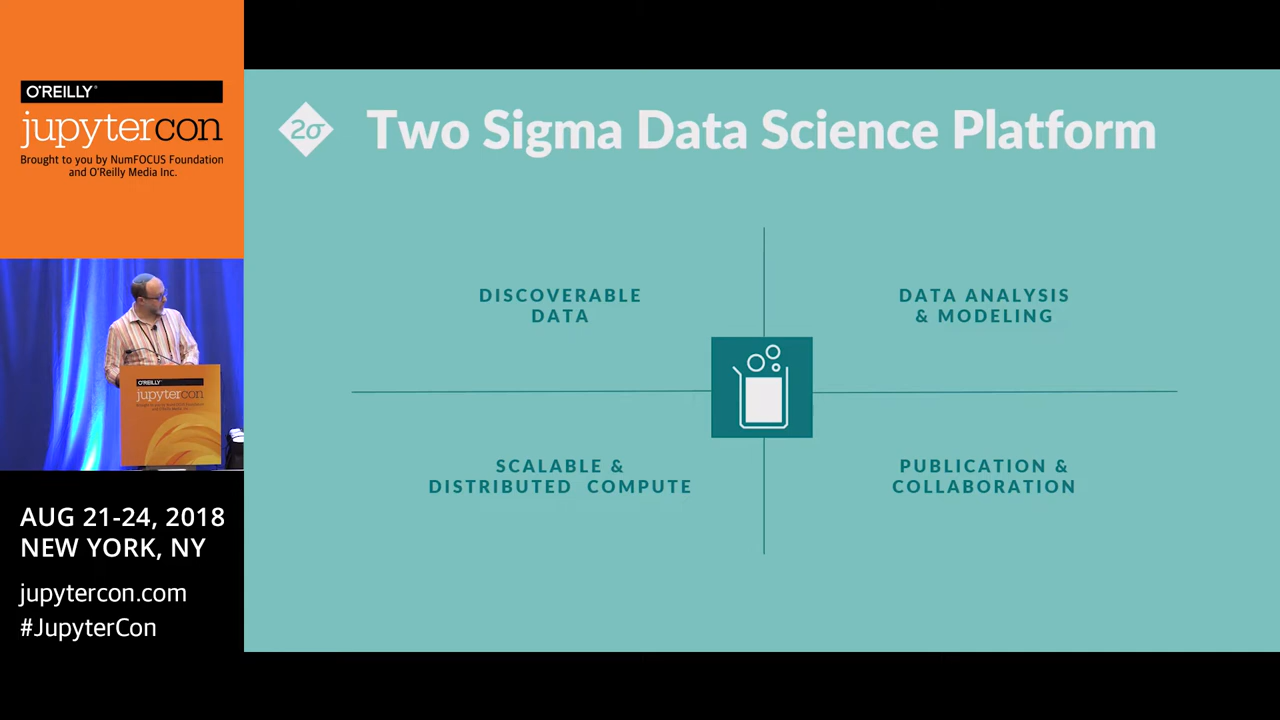 O'REILLY®
jupytercon
Brought to you by NumFOCUS Foundation
and O'Reilly Media Inc.
2σ
Two Sigma Data Science Platform
DISCOVERABLE
DATA
DATA ANALYSIS
& MODELING
SCALABLE &
DISTRIBUTED COMPUTE
PUBLICATION &
COLLABORATION
O'REILLY
jupytercon
AUG 21-24, 2018
NEW YORK, NY
jupytercon.com
#JupyterCon